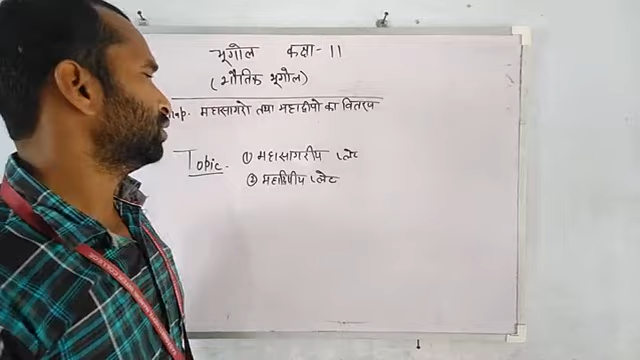 भूगोल कक्षा - 11
(भौतिक भूगोल)
महासागरो तथा महाद्वीपो का वितरण
Topic. ① महासागरीय प्लेट
② महाद्वीपीय प्लेट